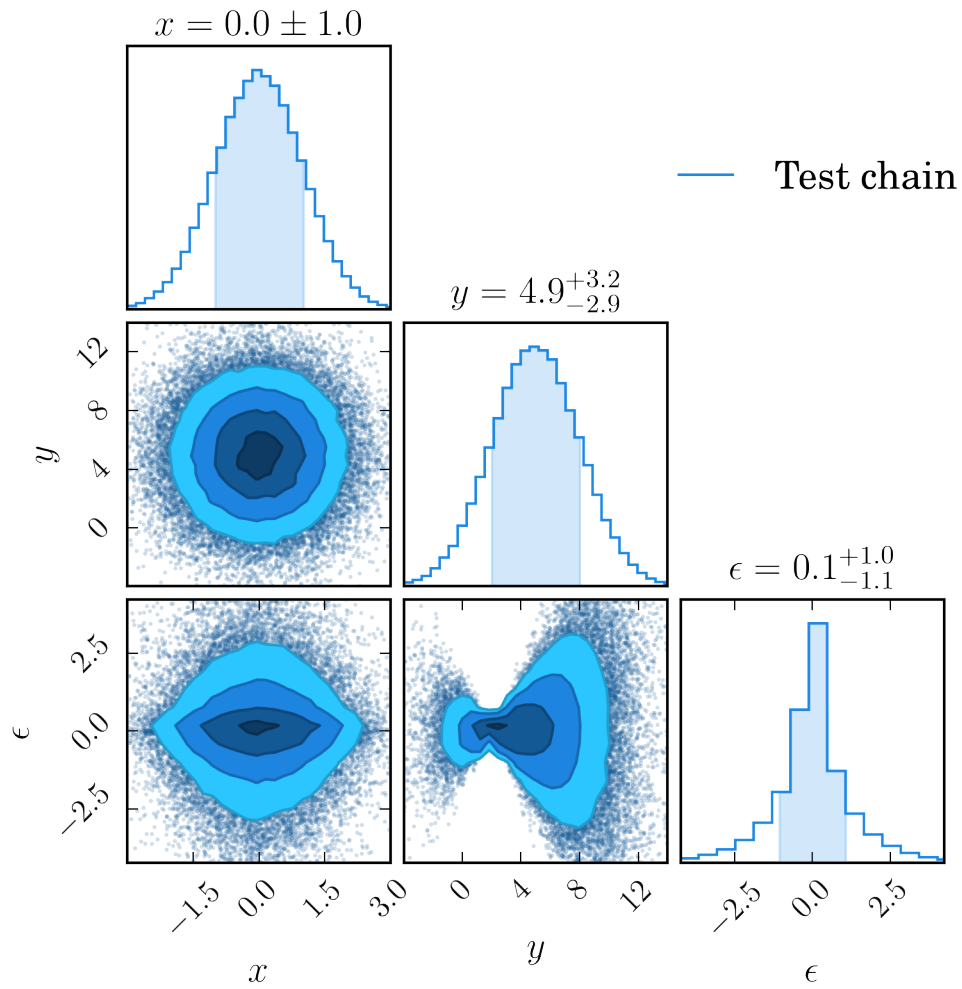 x = 0.0 ± 1.0
Test chain
y = 4.9^{+3.2}_{-2.9}
12
8
4
0
y
ϵ = 0.1^{+1.0}_{-1.1}
2.5
0.0
−2.5
ϵ
−1.5 0.0 1.5 3.0
0 4 8 12
−2.5 0.0 2.5
x
y
ϵ